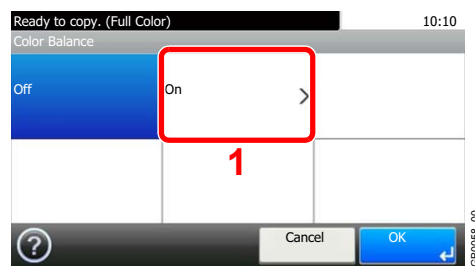 Ready to copy. (Full Color) 10:10
Color Balance
Off On >
1
? Cancel OK